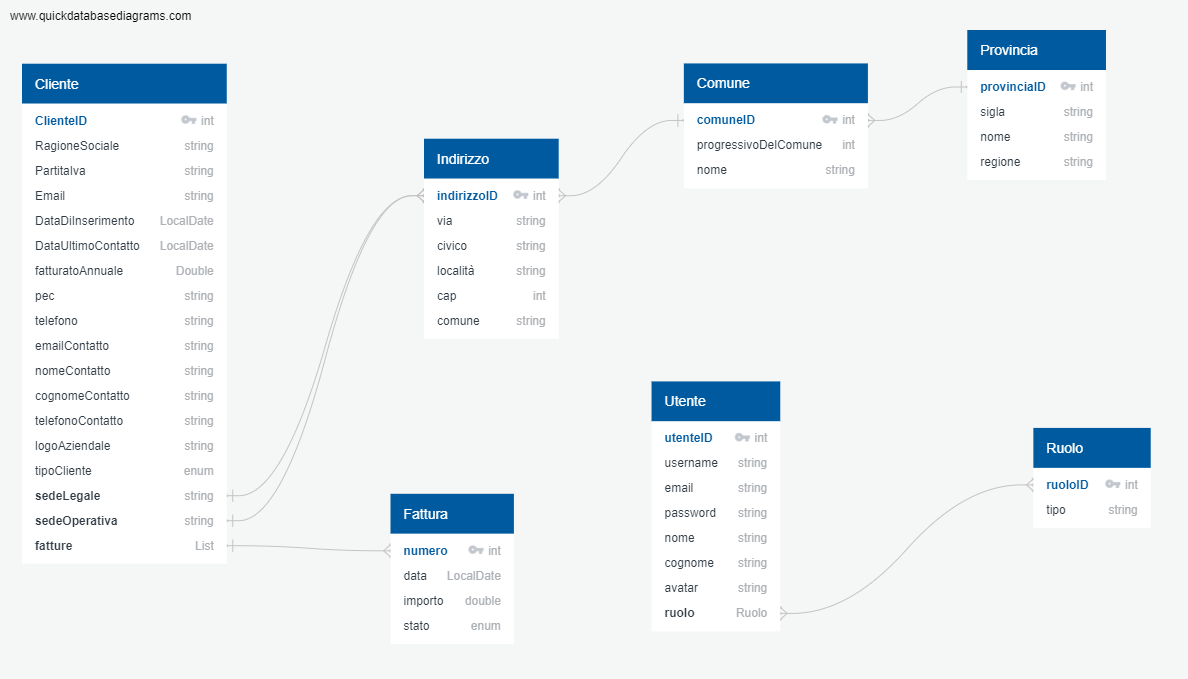 www.quickdatabasediagrams.com
Cliente
ClienteID int
RagioneSociale string
PartitaIva string
Email string
DataDiInserimento LocalDate
DataUltimoContatto LocalDate
fatturatoAnnuale Double
pec string
telefono string
emailContatto string
nomeContatto string
cognomeContatto string
telefonoContatto string
logoAziendale string
tipoCliente enum
sedeLegale string
sedeOperativa string
fatture List
Indirizzo
indirizzoID int
via string
civico string
località string
cap int
comune string
Fattura
numero int
data LocalDate
importo double
stato enum
Comune
comuneID int
progressivoDelComune int
nome string
Provincia
provinciaID int
sigla string
nome string
regione string
Utente
utenteID int
username string
email string
password string
nome string
cognome string
avatar string
ruolo Ruolo
Ruolo
ruoloID int
tipo string